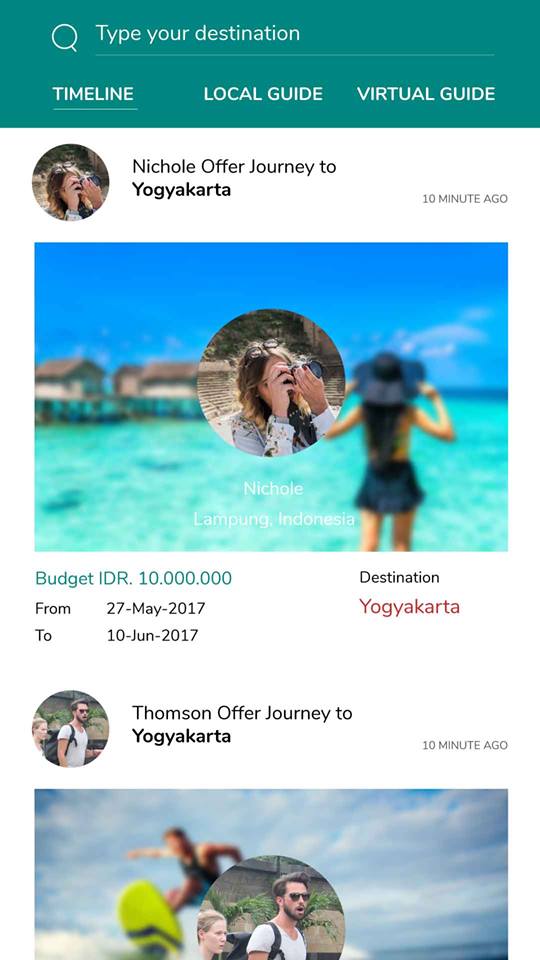 Type your destination
TIMELINE LOCAL GUIDE VIRTUAL GUIDE
Nichole Offer Journey to
Yogyakarta
10 MINUTE AGO
Nichole
Lampung, Indonesia
Budget IDR. 10.000.000
Destination
From 27-May-2017
Yogyakarta
To 10-Jun-2017
Thomson Offer Journey to
Yogyakarta
10 MINUTE AGO